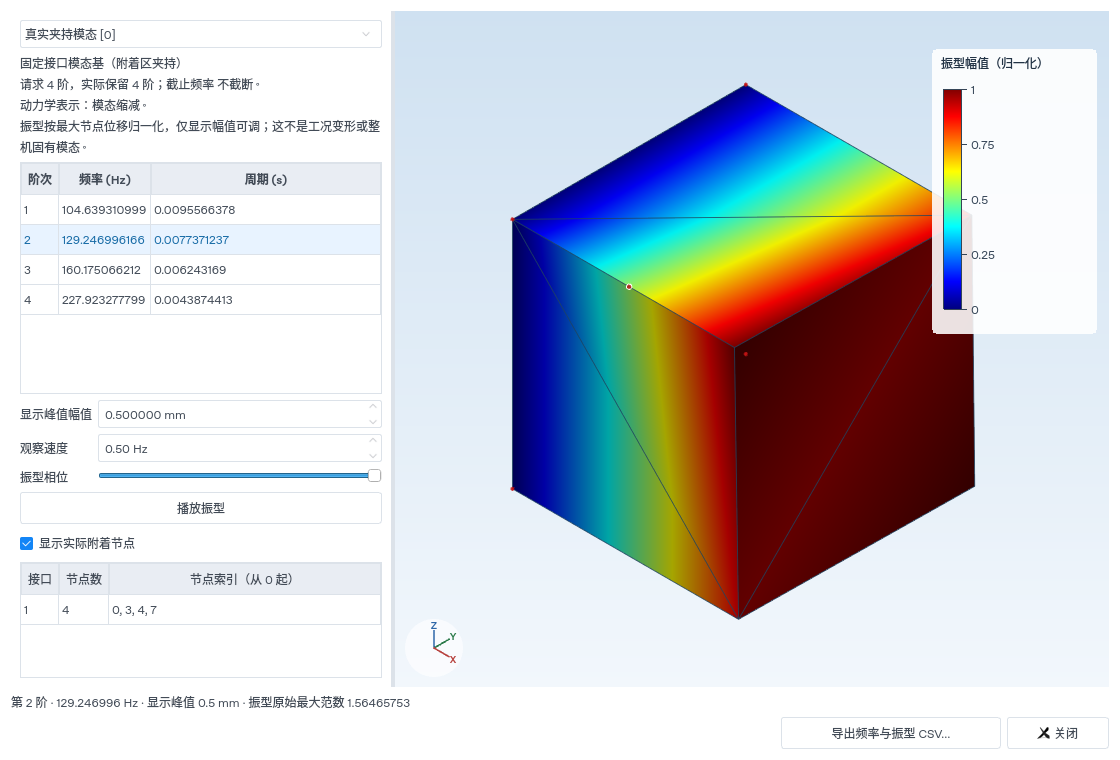 真实夹持模态 [0]
固定接口模态基（附着区夹持）
请求 4 阶，实际保留 4 阶；截止频率 不截断。
动力学表示：模态缩减。
振型按最大节点位移归一化，仅显示幅值可调；这不是工况变形或整
机固有模态。
阶次 频率 (Hz) 周期 (s)
1 104.639310999 0.0095566378
2 129.246996166 0.0077371237
3 160.175066212 0.006243169
4 227.923277799 0.0043874413
显示峰值幅值 0.500000 mm
观察速度 0.50 Hz
振型相位
播放振型
显示实际附着节点
接口 节点数 节点索引（从 0 起）
1 4 0, 3, 4, 7
振型幅值（归一化）
1
0.75
0.5
0.25
0
Z
Y
X
第 2 阶 · 129.246996 Hz · 显示峰值 0.5 mm · 振型原始最大范数 1.56465753
导出频率与振型 CSV...
关闭